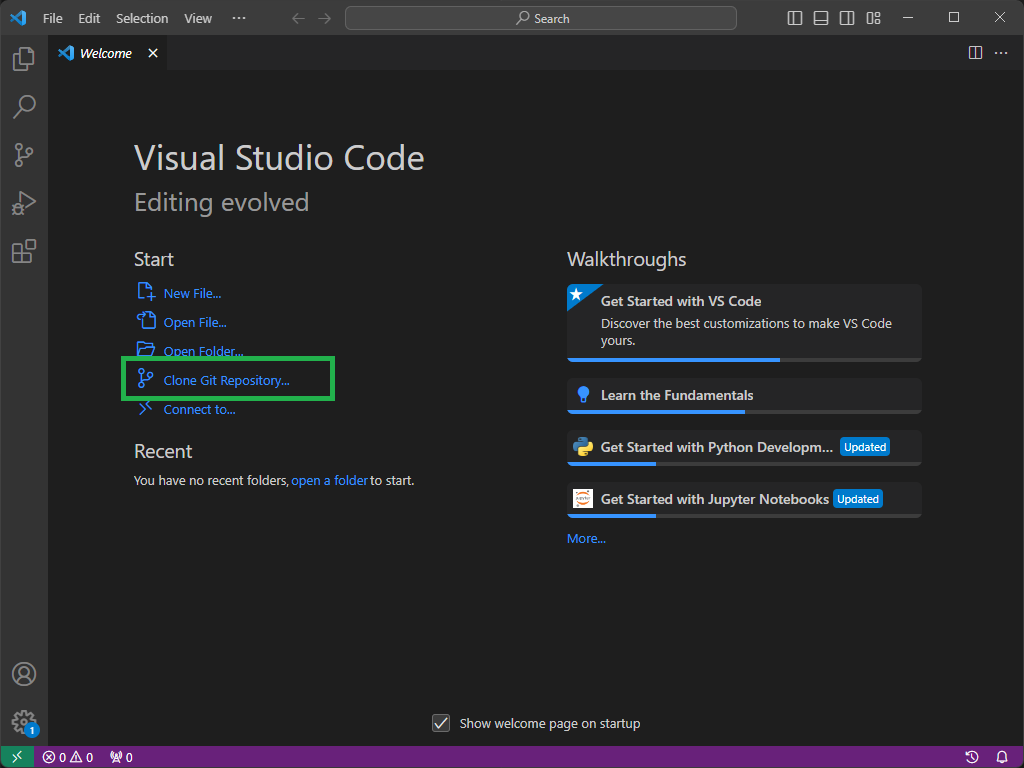 File Edit Selection View ··· Search
Welcome
Visual Studio Code
Editing evolved
Start
New File...
Open File...
Open Folder...
Clone Git Repository...
Connect to...
Recent
You have no recent folders, open a folder to start.
Walkthroughs
Get Started with VS Code
Discover the best customizations to make VS Code
yours.
Learn the Fundamentals
Get Started with Python Developm... Updated
Jupyter Get Started with Jupyter Notebooks Updated
More...
Show welcome page on startup
1
0 0 0